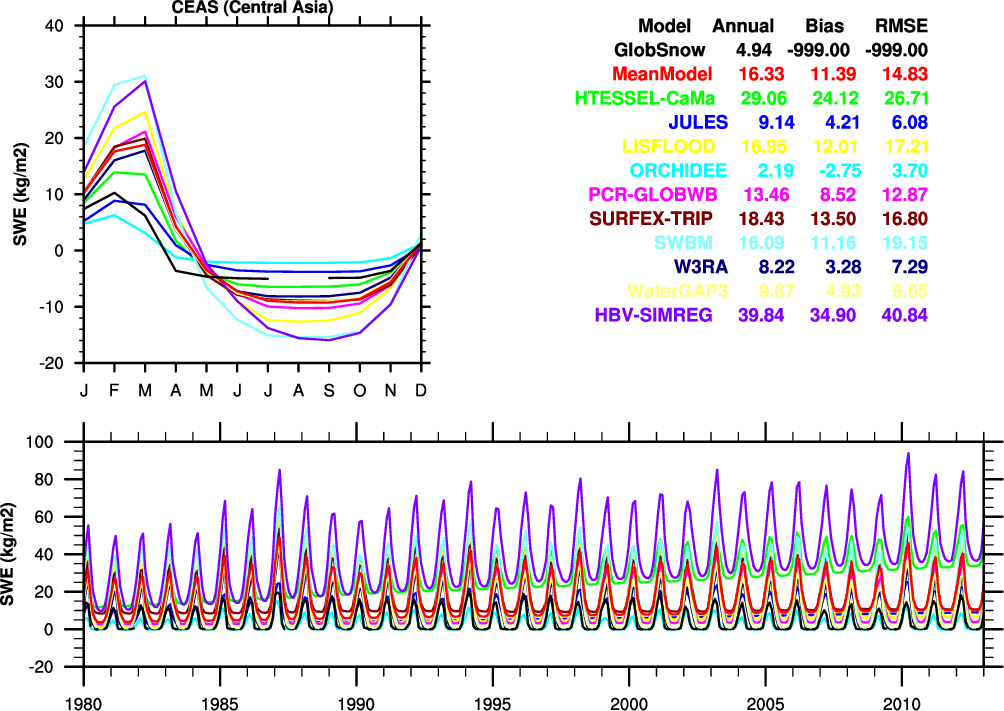 CEAS (Central Asia)
40
30
20
10
0
-10
-20
SWE (kg/m2)
J F M A M J J A S O N D
Model Annual Bias RMSE
GlobSnow 4.94 -999.00 -999.00
MeanModel 16.33 11.39 14.83
HTESSEL-CaMa 29.06 24.12 26.71
JULES 9.14 4.21 6.08
LISFLOOD 16.95 12.01 17.21
ORCHIDEE 2.19 -2.75 3.70
PCR-GLOBWB 13.46 8.52 12.87
SURFEX-TRIP 18.43 13.50 16.80
SWBM 16.09 11.16 19.15
W3RA 8.22 3.28 7.29
WaterGAP3 9.87 4.93 9.05
HBV-SIMREG 39.84 34.90 40.84
100
80
60
40
20
0
-20
SWE (kg/m2)
1980 1985 1990 1995 2000 2005 2010